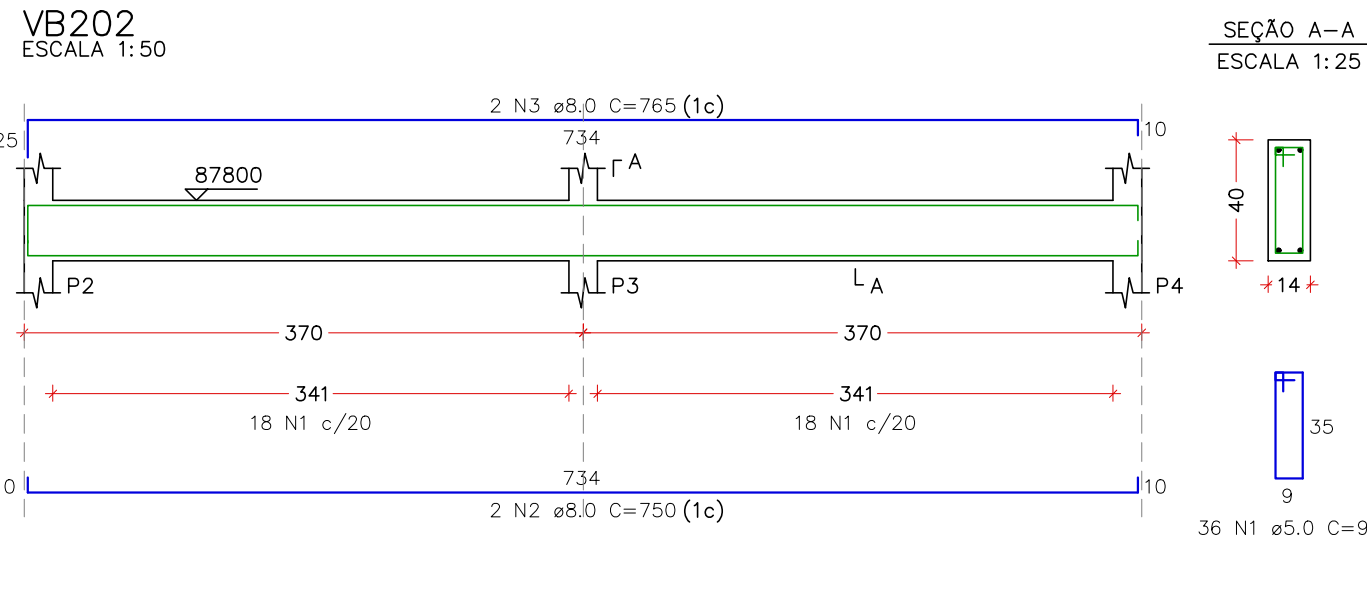 VB202
ESCALA 1:50
SEÇÃO A-A
ESCALA 1:25
2 N3 ø8.0 C=765 (1c)
25
734
10
A
87800
40
14
P2
P3
A
P4
370
370
341
341
18 N1 c/20
18 N1 c/20
35
9
0
734
10
2 N2 ø8.0 C=750 (1c)
36 N1 ø5.0 C=9